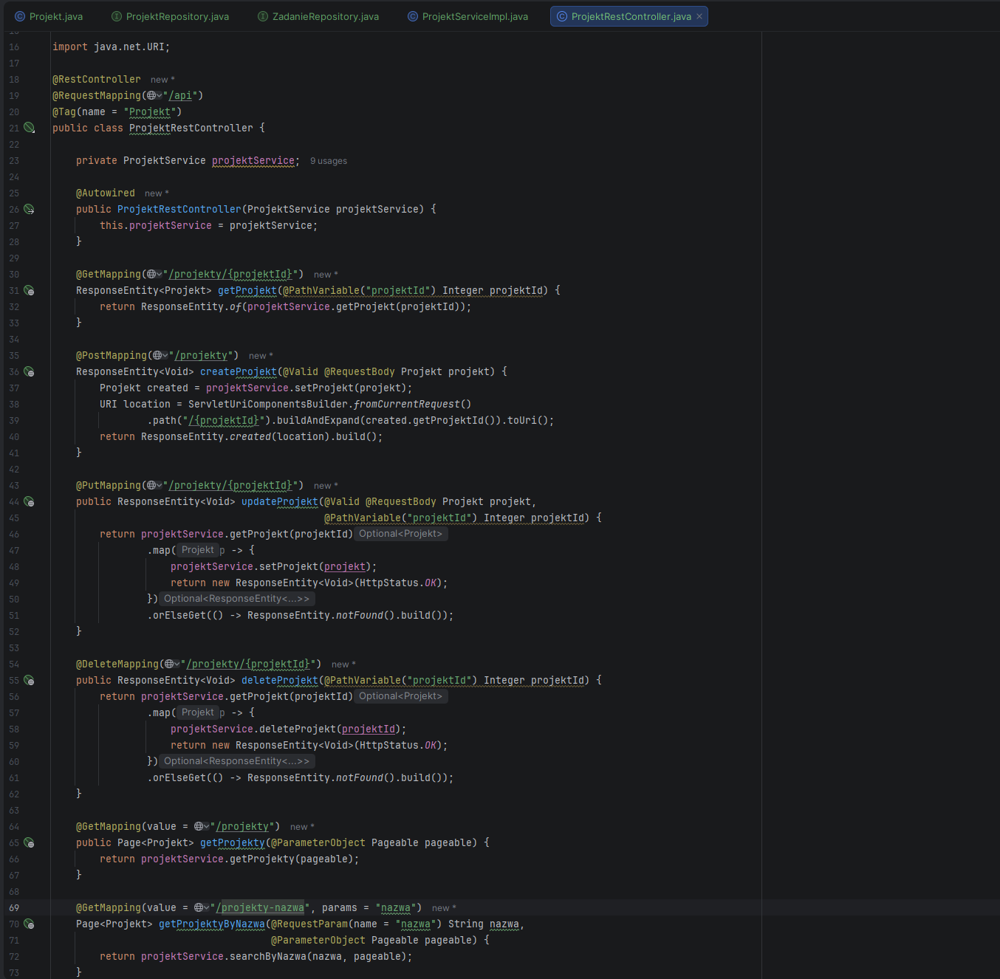 Projekt.java ProjektRepository.java ZadanieRepository.java ProjektServiceImpl.java ProjektRestController.java
16 import java.net.URI;
17
18 @RestController new *
19 @RequestMapping("/api")
20 @Tag(name = "Projekt")
21 public class ProjektRestController {
22
23 private ProjektService projektService; 9 usages
24
25 @Autowired new *
26 public ProjektRestController(ProjektService projektService) {
27 this.projektService = projektService;
28 }
29
30 @GetMapping("/projekty/{projektId}") new *
31 ResponseEntity<Projekt> getProjekt(@PathVariable("projektId") Integer projektId) {
32 return ResponseEntity.of(projektService.getProjekt(projektId));
33 }
34
35 @PostMapping("/projekty") new *
36 ResponseEntity<Void> createProjekt(@Valid @RequestBody Projekt projekt) {
37 Projekt created = projektService.setProjekt(projekt);
38 URI location = ServletUriComponentsBuilder.fromCurrentRequest()
39 .path("/{projektId}").buildAndExpand(created.getProjektId()).toUri();
40 return ResponseEntity.created(location).build();
41 }
42
43 @PutMapping("/projekty/{projektId}") new *
44 public ResponseEntity<Void> updateProjekt(@Valid @RequestBody Projekt projekt,
45 @PathVariable("projektId") Integer projektId) {
46 return projektService.getProjekt(projektId) Optional<Projekt>
47 .map( Projekt p -> {
48 projektService.setProjekt(projekt);
49 return new ResponseEntity<Void>(HttpStatus.OK);
50 }) Optional<ResponseEntity<...>>
51 .orElseGet(() -> ResponseEntity.notFound().build());
52 }
53
54 @DeleteMapping("/projekty/{projektId}") new *
55 public ResponseEntity<Void> deleteProjekt(@PathVariable("projektId") Integer projektId) {
56 return projektService.getProjekt(projektId) Optional<Projekt>
57 .map( Projekt p -> {
58 projektService.deleteProjekt(projektId);
59 return new ResponseEntity<Void>(HttpStatus.OK);
60 }) Optional<ResponseEntity<...>>
61 .orElseGet(() -> ResponseEntity.notFound().build());
62 }
63
64 @GetMapping(value = "/projekty") new *
65 public Page<Projekt> getProjekty(@ParameterObject Pageable pageable) {
66 return projektService.getProjekty(pageable);
67 }
68
69 @GetMapping(value = "/projekty-nazwa", params = "nazwa") new *
70 Page<Projekt> getProjektyByNazwa(@RequestParam(name = "nazwa") String nazwa,
71 @ParameterObject Pageable pageable) {
72 return projektService.searchByNazwa(nazwa, pageable);
73 }